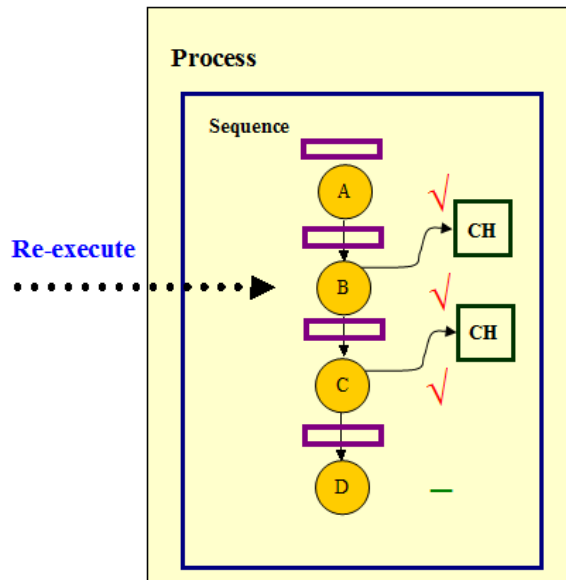 Process
Sequence
A
√
CH
Re-execute
B
√
CH
C
√
D
–